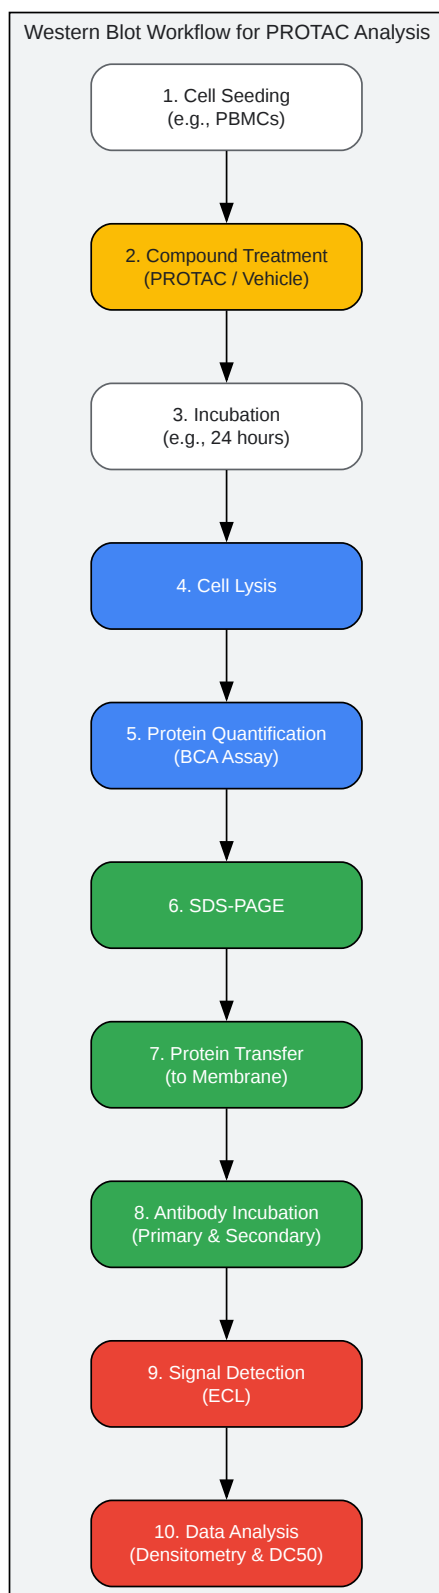 Western Blot Workflow for PROTAC Analysis
1. Cell Seeding
(e.g., PBMCs)
2. Compound Treatment
(PROTAC / Vehicle)
3. Incubation
(e.g., 24 hours)
4. Cell Lysis
5. Protein Quantification
(BCA Assay)
6. SDS-PAGE
7. Protein Transfer
(to Membrane)
8. Antibody Incubation
(Primary & Secondary)
9. Signal Detection
(ECL)
10. Data Analysis
(Densitometry & DC50)